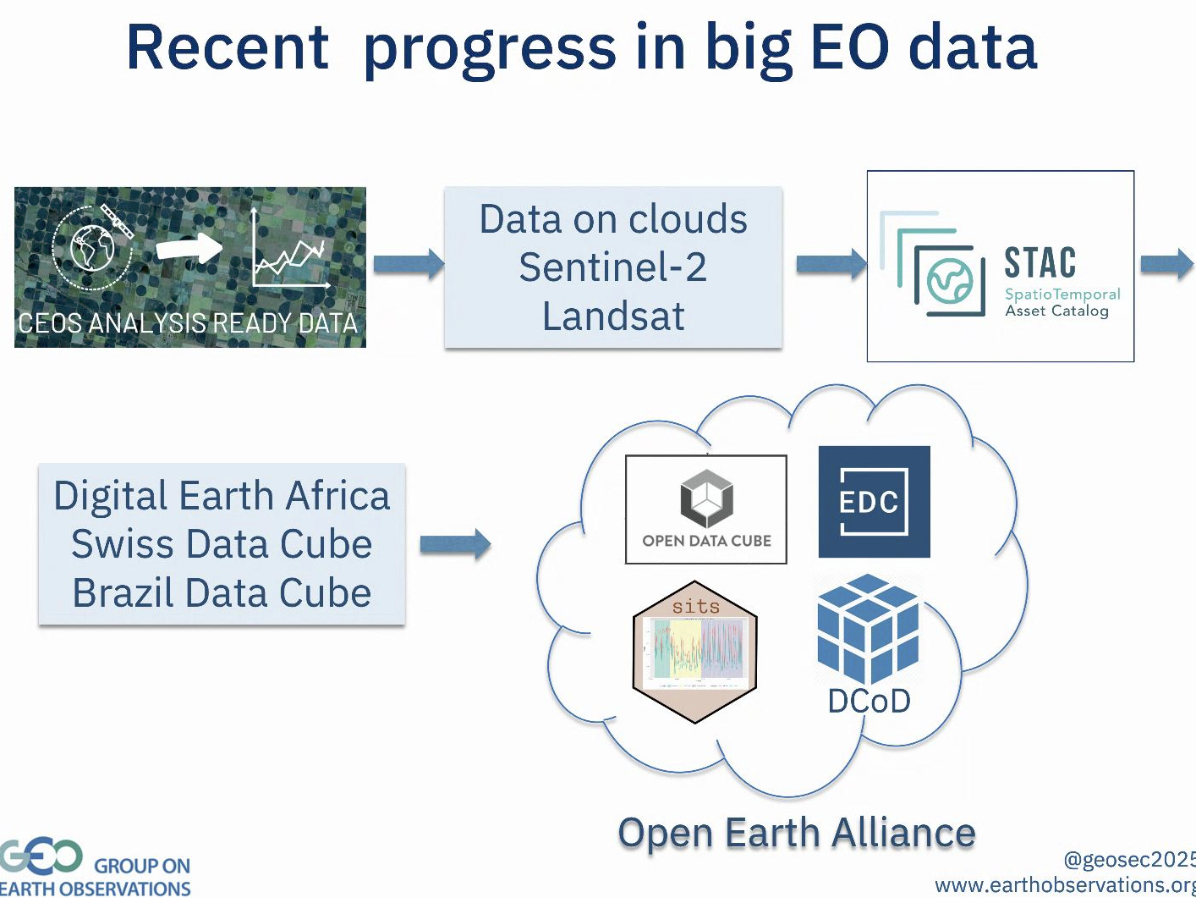 Recent progress in big EO data
CEOS ANALYSIS READY DATA
Data on clouds
Sentinel-2
Landsat
STAC
SpatioTemporal
Asset Catalog
Digital Earth Africa
Swiss Data Cube
Brazil Data Cube
OPEN DATA CUBE
EDC
sits
DCoD
Open Earth Alliance
GEO GROUP ON
EARTH OBSERVATIONS
@geosec2025
www.earthobservations.org